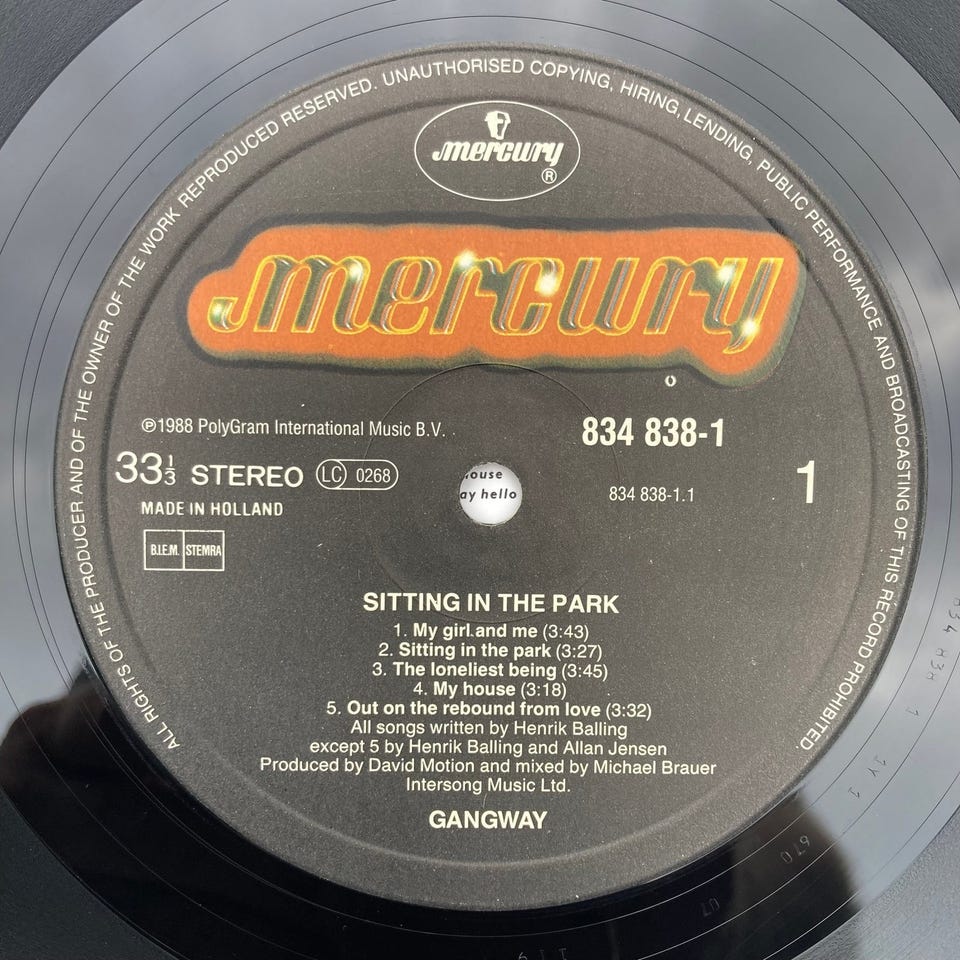 ALL RIGHTS OF THE PRODUCER AND OF THE OWNER OF THE WORK REPRODUCED RESERVED. UNAUTHORISED COPYING, HIRING, LENDING, PUBLIC PERFORMANCE AND BROADCASTING OF THIS RECORD PROHIBITED.
mercury
®
mercury
℗1988 PolyGram International Music B.V.
834 838-1
33⅓ STEREO LC 0268
834 838-1.1
1
MADE IN HOLLAND
B.I.E.M. STEMRA
ouse
ay hello
SITTING IN THE PARK
1. My girl and me (3:43)
2. Sitting in the park (3:27)
3. The loneliest being (3:45)
4. My house (3:18)
5. Out on the rebound from love (3:32)
All songs written by Henrik Balling
except 5 by Henrik Balling and Allan Jensen
Produced by David Motion and mixed by Michael Brauer
Intersong Music Ltd.
GANGWAY
670